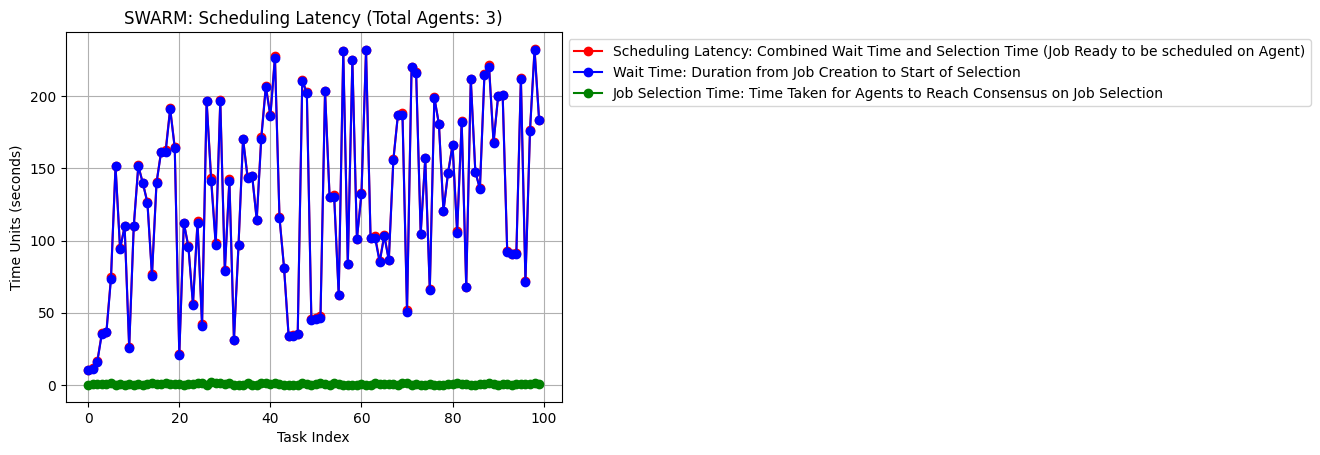 SWARM: Scheduling Latency (Total Agents: 3)
Scheduling Latency: Combined Wait Time and Selection Time (Job Ready to be scheduled on Agent)
Wait Time: Duration from Job Creation to Start of Selection
Job Selection Time: Time Taken for Agents to Reach Consensus on Job Selection
Time Units (seconds)
200
150
100
50
0
0 20 40 60 80 100
Task Index